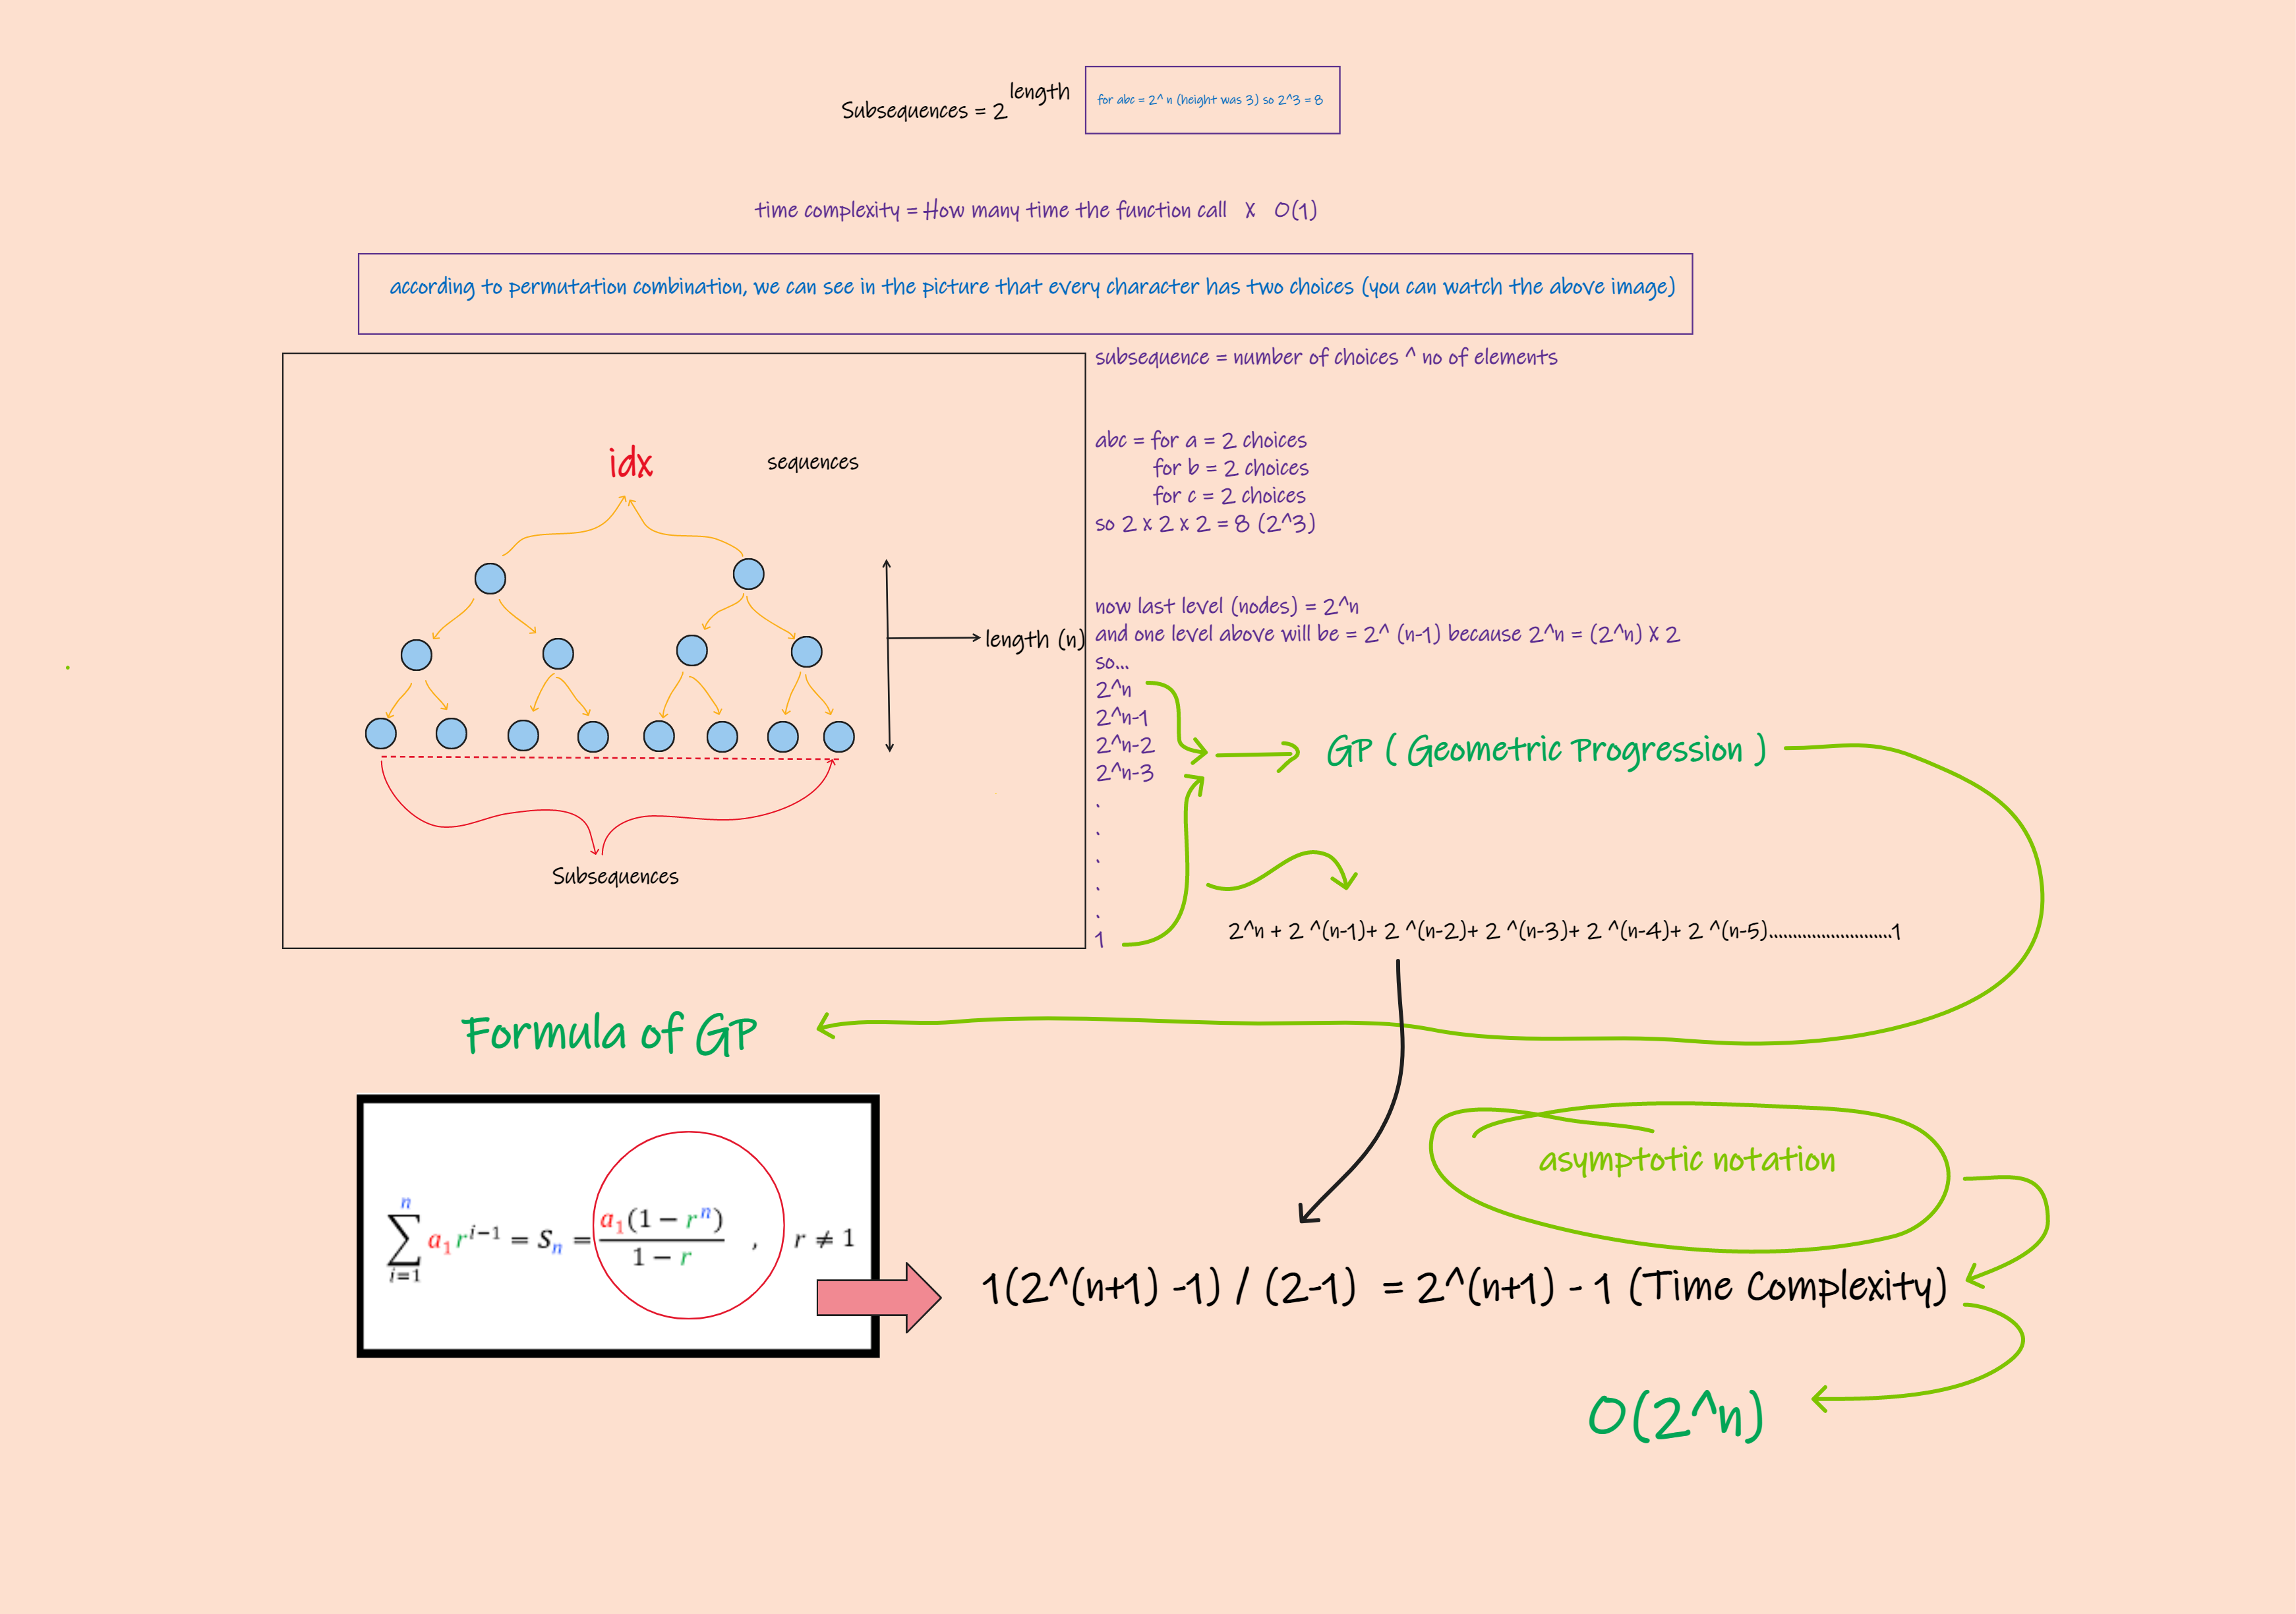 length
Subsequences = 2
for abc = 2^ n (height was 3) so 2^3 = 8
time complexity = How many time the function call X O(1)
according to permutation combination, we can see in the picture that every character has two choices (you can watch the above image)
idx
sequences
length (n)
Subsequences
subsequence = number of choices ^ no of elements
abc = for a = 2 choices
for b = 2 choices
for c = 2 choices
so 2 x 2 x 2 = 8 (2^3)
now last level (nodes) = 2^n
and one level above will be = 2^ (n-1) because 2^n = (2^n) X 2
so...
2^n
2^n-1
2^n-2
2^n-3
.
.
.
.
.
1
GP ( Geometric Progression )
2^n + 2 ^(n-1)+ 2 ^(n-2)+ 2 ^(n-3)+ 2 ^(n-4)+ 2 ^(n-5)..........................1
Formula of GP
∑_{i=1}^{n} a₁ r^{i−1} = Sₙ = a₁(1 − rⁿ) / (1 − r) , r ≠ 1
asymptotic notation
1(2^(n+1) -1) / (2-1) = 2^(n+1) - 1 (Time Complexity)
O(2^n)